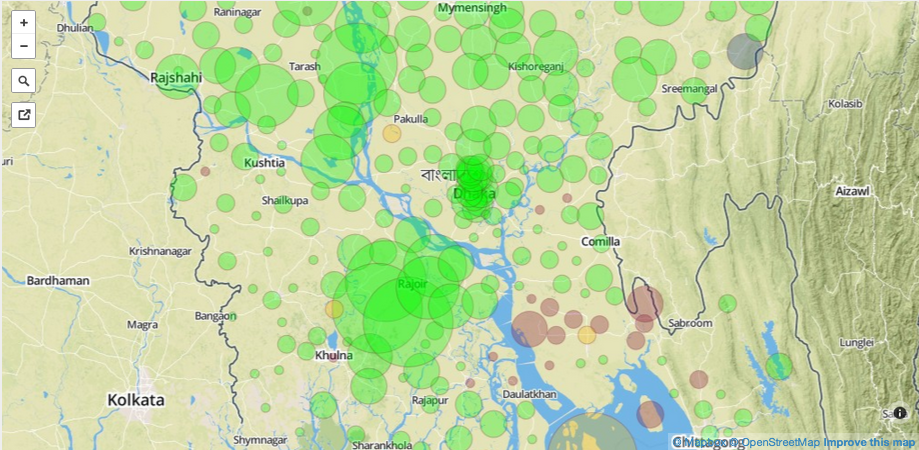 Mymensingh
Raninagar
Dhulian
Tarash
Kishoreganj
Rajshahi
Sreemangal
Kolasib
Pakulla
Kushtia
Dhaka
Aizawl
Shailkupa
Comilla
Krishnanagar
Bardhaman
Rajoir
Bangaon
Magra
Sabroom
Lunglei
Khulna
Daulatkhan
Kolkata
Rajapur
Shymnagar
Sharankhola
Chittagong
OpenStreetMap Improve this map